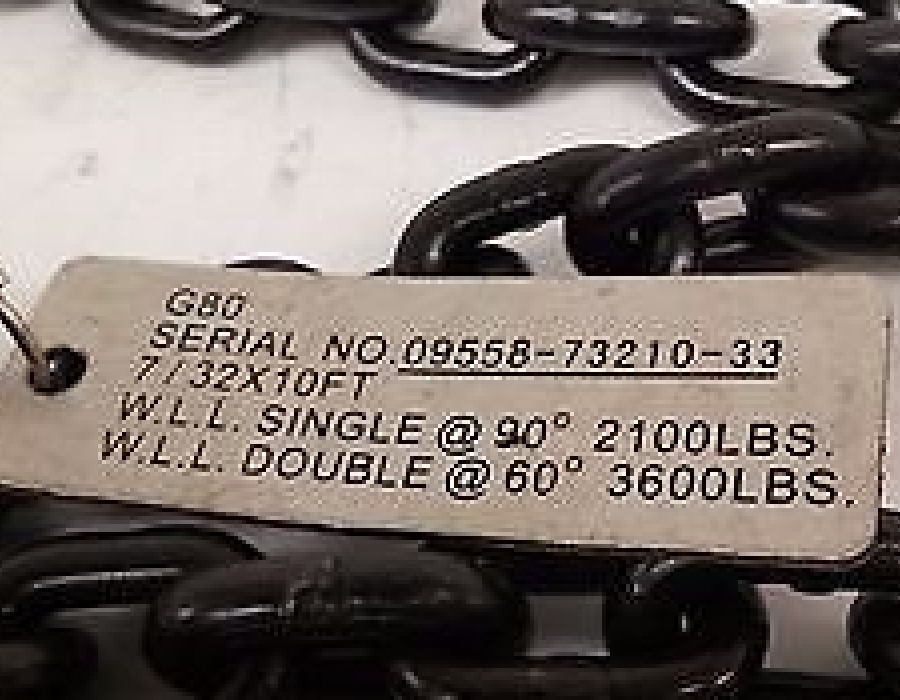 G80
SERIAL NO. 09558-73210-33
7/32X10FT
W.L.L. SINGLE @ 90° 2100LBS.
W.L.L. DOUBLE @ 60° 3600LBS.